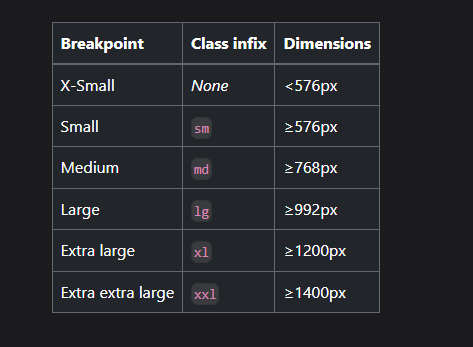 Breakpoint Class infix Dimensions
X-Small None <576px
Small sm ≥576px
Medium md ≥768px
Large lg ≥992px
Extra large xl ≥1200px
Extra extra large xxl ≥1400px